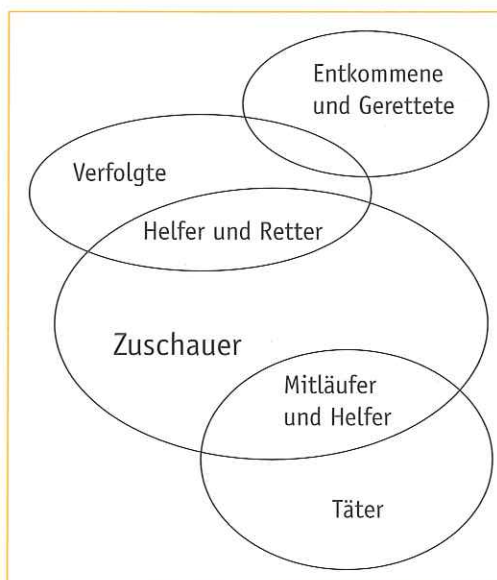 Entkommene
und Gerettete
Verfolgte
Helfer und Retter
Zuschauer
Mitläufer
und Helfer
Täter